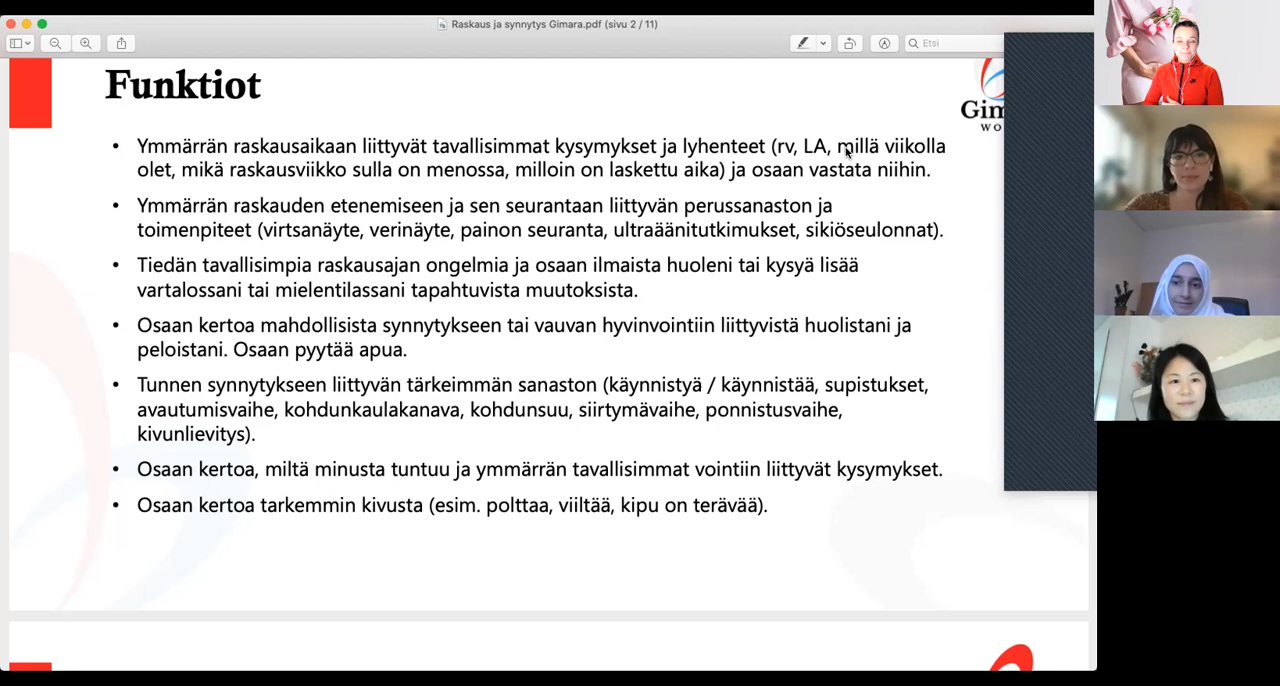 Raskaus ja synnytys Gimara.pdf (sivu 2 / 11)
Etsi
Funktiot
• Ymmärrän raskausaikaan liittyvät tavallisimmat kysymykset ja lyhenteet (rv, LA, millä viikolla
olet, mikä raskausviikko sulla on menossa, milloin on laskettu aika) ja osaan vastata niihin.
• Ymmärrän raskauden etenemiseen ja sen seurantaan liittyvän perussanaston ja
toimenpiteet (virtsanäyte, verinäyte, painon seuranta, ultraäänitutkimukset, sikiöseulonnat).
• Tiedän tavallisimpia raskausajan ongelmia ja osaan ilmaista huoleni tai kysyä lisää
vartalossani tai mielentilassani tapahtuvista muutoksista.
• Osaan kertoa mahdollisista synnytykseen tai vauvan hyvinvointiin liittyvistä huolistani ja
peloistani. Osaan pyytää apua.
• Tunnen synnytykseen liittyvän tärkeimmän sanaston (käynnistyä / käynnistää, supistukset,
avautumisvaihe, kohdunkaulakanava, kohdunsuu, siirtymävaihe, ponnistusvaihe,
kivunlievitys).
• Osaan kertoa, miltä minusta tuntuu ja ymmärrän tavallisimmat vointiin liittyvät kysymykset.
• Osaan kertoa tarkemmin kivusta (esim. polttaa, viiltää, kipu on terävää).